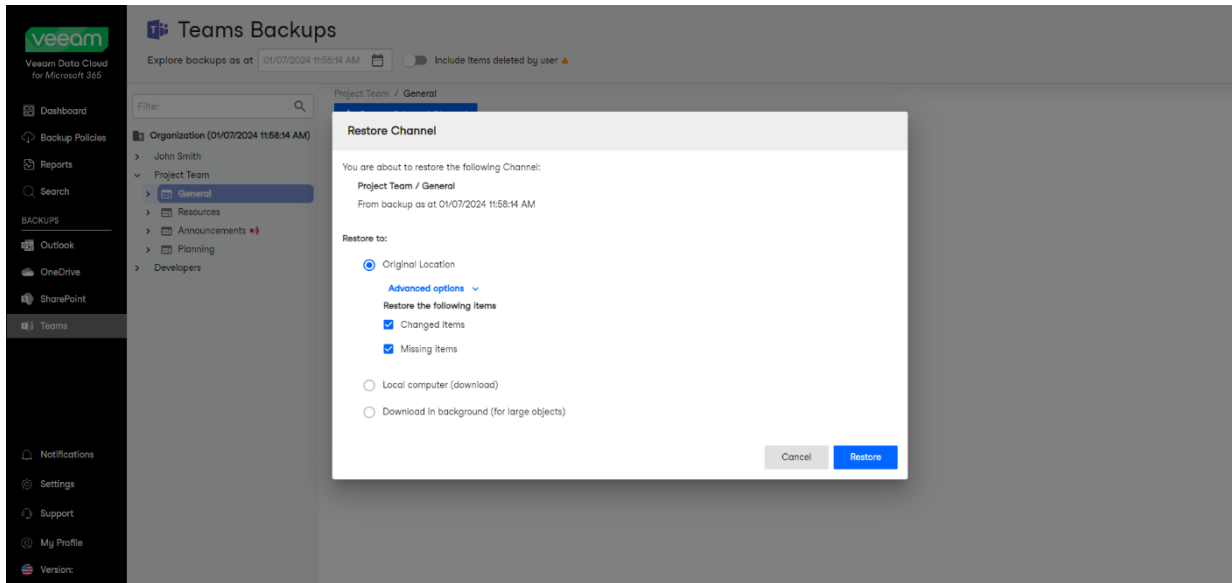 veeam
Veeam Data Cloud
for Microsoft 365
Dashboard
Backup Policies
Reports
Search
BACKUPS
Outlook
OneDrive
SharePoint
Teams
Notifications
Settings
Support
My Profile
Version:
Teams Backups
Explore backups as at 01/07/2024 11:58:14 AM Include items deleted by user
Filter
Organization (01/07/2024 11:58:14 AM)
John Smith
Project Team
General
Resources
Announcements
Planning
Developers
Project Team / General
Restore Channel
You are about to restore the following Channel:
Project Team / General
From backup as at 01/07/2024 11:58:14 AM
Restore to:
Original Location
Advanced options
Restore the following items
Changed items
Missing items
Local computer (download)
Download in background (for large objects)
Cancel Restore